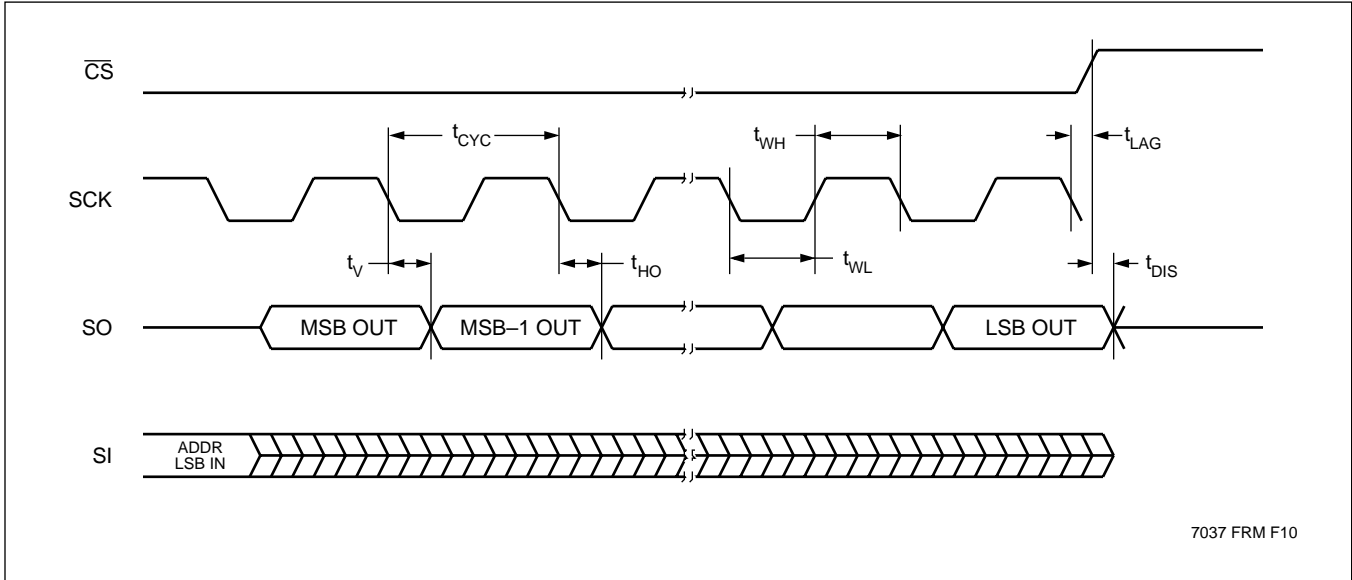 CS
tCYC
tWH
tLAG
SCK
tV
tHO
tWL
tDIS
SO
MSB OUT
MSB–1 OUT
LSB OUT
SI
ADDR
LSB IN
7037 FRM F10